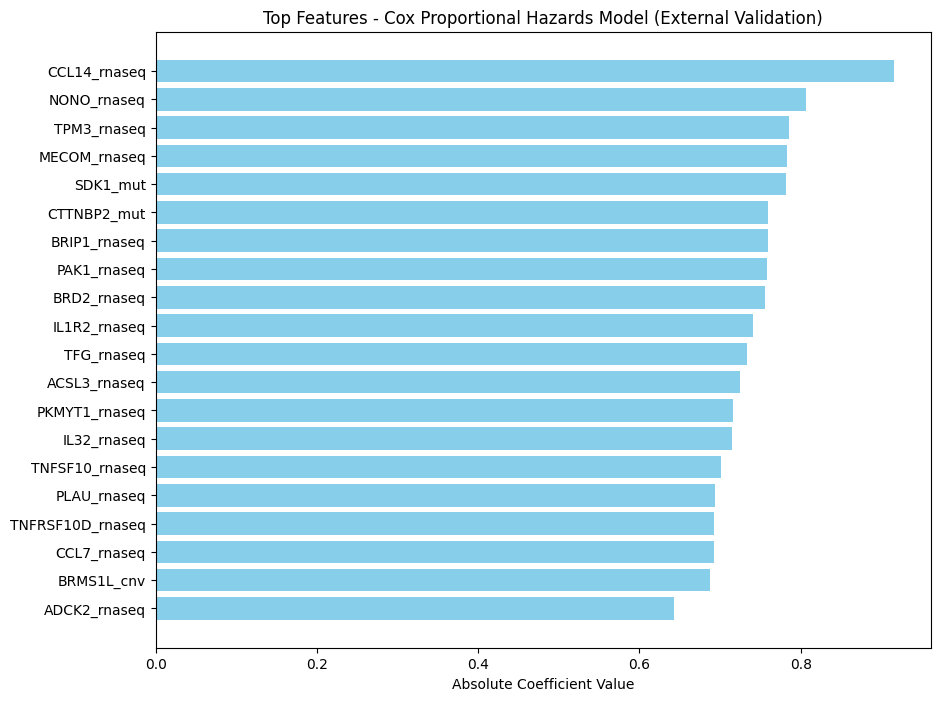 Top Features - Cox Proportional Hazards Model (External Validation)
CCL14_rnaseq
NONO_rnaseq
TPM3_rnaseq
MECOM_rnaseq
SDK1_mut
CTTNBP2_mut
BRIP1_rnaseq
PAK1_rnaseq
BRD2_rnaseq
IL1R2_rnaseq
TFG_rnaseq
ACSL3_rnaseq
PKMYT1_rnaseq
IL32_rnaseq
TNFSF10_rnaseq
PLAU_rnaseq
TNFRSF10D_rnaseq
CCL7_rnaseq
BRMS1L_cnv
ADCK2_rnaseq
0.0 0.2 0.4 0.6 0.8
Absolute Coefficient Value